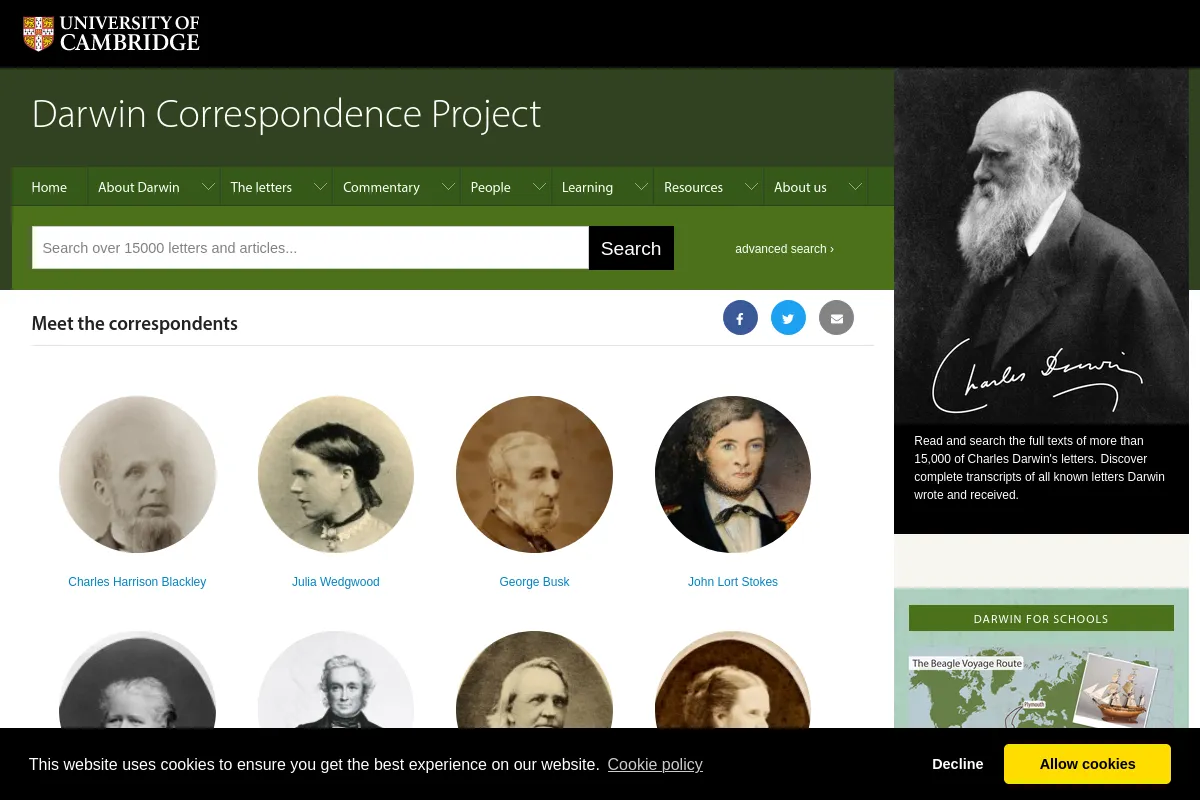 UNIVERSITY OF
CAMBRIDGE
Darwin Correspondence Project
Home
About Darwin
The letters
Commentary
People
Learning
Resources
About us
Search over 15000 letters and articles...
Search
advanced search ›
Meet the correspondents
Charles Darwin
Read and search the full texts of more than
15,000 of Charles Darwin's letters. Discover
complete transcripts of all known letters Darwin
wrote and received.
Charles Harrison Blackley
Julia Wedgwood
George Busk
John Lort Stokes
DARWIN FOR SCHOOLS
The Beagle Voyage Route
Plymouth
This website uses cookies to ensure you get the best experience on our website. Cookie policy
Decline
Allow cookies